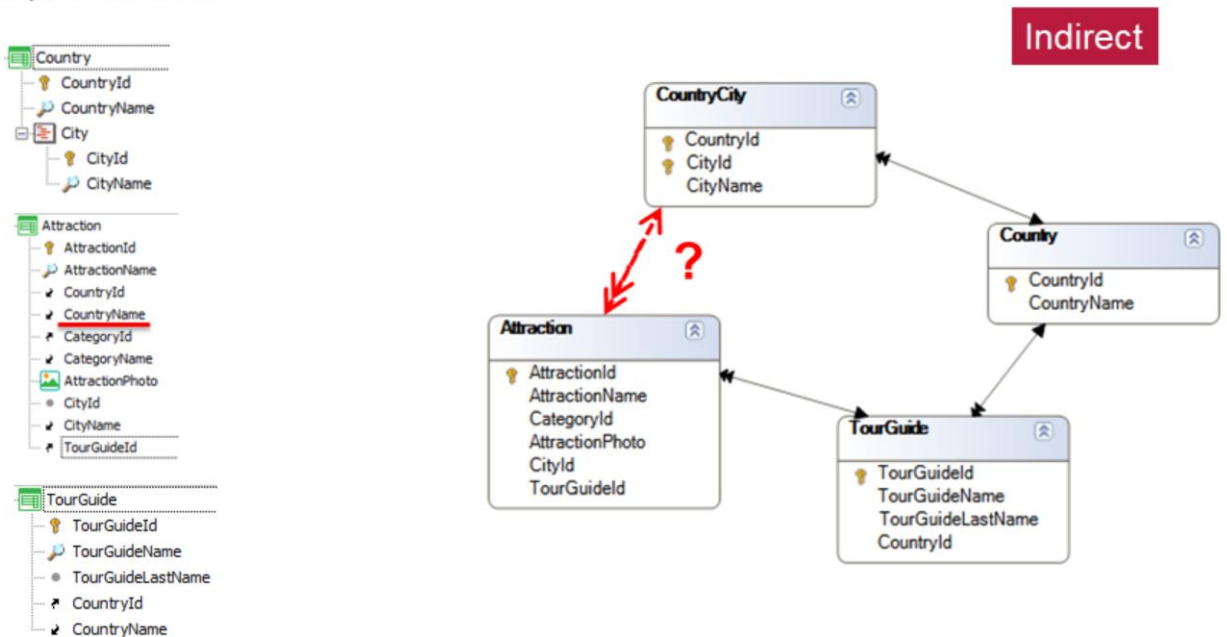 Indirect
Country
CountryId
CountryName
City
CityId
CityName
Attraction
AttractionId
AttractionName
CountryId
CountryName
CategoryId
CategoryName
AttractionPhoto
CityId
CityName
TourGuideId
TourGuide
TourGuideId
TourGuideName
TourGuideLastName
CountryId
CountryName
CountryCity
CountryId
CityId
CityName
?
Country
CountryId
CountryName
Attraction
AttractionId
AttractionName
CategoryId
AttractionPhoto
CityId
TourGuideId
TourGuide
TourGuideId
TourGuideName
TourGuideLastName
CountryId